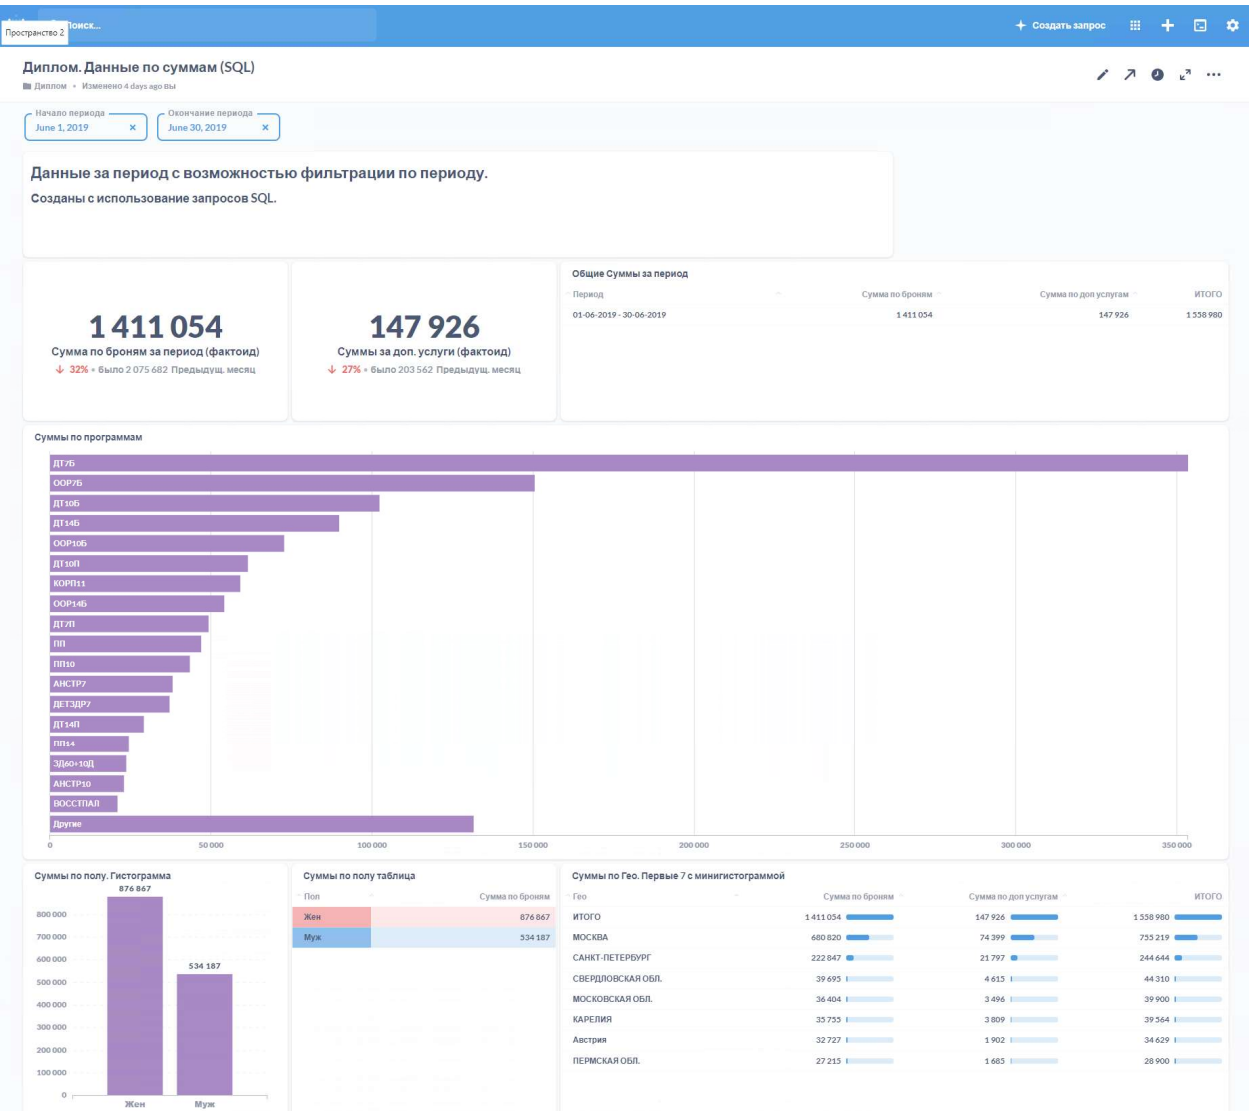 Пространство 2
Поиск...
Создать запрос
Диплом. Данные по суммам (SQL)
Диплом • Изменено 4 days ago вы
Начало периода
June 1, 2019
Окончание периода
June 30, 2019
Данные за период с возможностью фильтрации по периоду.
Созданы с использование запросов SQL.
1 411 054
Сумма по броням за период (фактоид)
32% • было 2 075 682 Предыдущ. месяц
147 926
Суммы за доп. услуги (фактоид)
27% • было 203 562 Предыдущ. месяц
Общие Суммы за период
Период Сумма по броням Сумма по доп услугам ИТОГО
01-06-2019 - 30-06-2019 1 411 054 147 926 1 558 980
Суммы по программам
ДТ7Б
ООР7Б
ДТ10Б
ДТ14Б
ООР10Б
ДТ10П
КОРП11
ООР14Б
ДТ7П
ПП
ПП10
АНСТР7
ДЕТЗДР7
ДТ14П
ПП14
ЗД60+10Д
АНСТР10
ВОССТПАЛ
Другие
0 50 000 100 000 150 000 200 000 250 000 300 000 350 000
Суммы по полу. Гистограмма
876 867
800 000
700 000
600 000
534 187
500 000
400 000
300 000
200 000
100 000
0
Жен Муж
Суммы по полу таблица
Пол Сумма по броням
Жен 876 867
Муж 534 187
Суммы по Гео. Первые 7 с минигистограммой
Гео Сумма по броням Сумма по доп услугам ИТОГО
ИТОГО 1 411 054 147 926 1 558 980
МОСКВА 680 820 74 399 755 219
САНКТ-ПЕТЕРБУРГ 222 847 21 797 244 644
СВЕРДЛОВСКАЯ ОБЛ. 39 695 4 615 44 310
МОСКОВСКАЯ ОБЛ. 36 404 3 496 39 900
КАРЕЛИЯ 35 755 3 809 39 564
Австрия 32 727 1 902 34 629
ПЕРМСКАЯ ОБЛ. 27 215 1 685 28 900